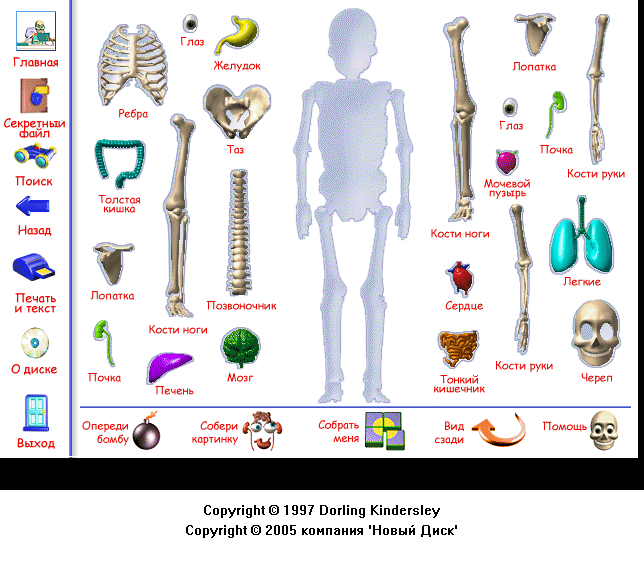 Главная
Секретный
файл
Поиск
Назад
Печать
и текст
О диске
Выход
Ребра
Глаз
Желудок
Таз
Толстая
кишка
Лопатка
Кости ноги
Позвоночник
Почка
Печень
Мозг
Лопатка
Глаз
Почка
Кости руки
Мочевой
пузырь
Кости ноги
Легкие
Сердце
Кости руки
Тонкий
кишечник
Череп
Опереди
бомбу
Собери
картинку
Собрать
меня
Вид
сзади
Помощь
Copyright © 1997 Dorling Kindersley
Copyright © 2005 компания 'Новый Диск'